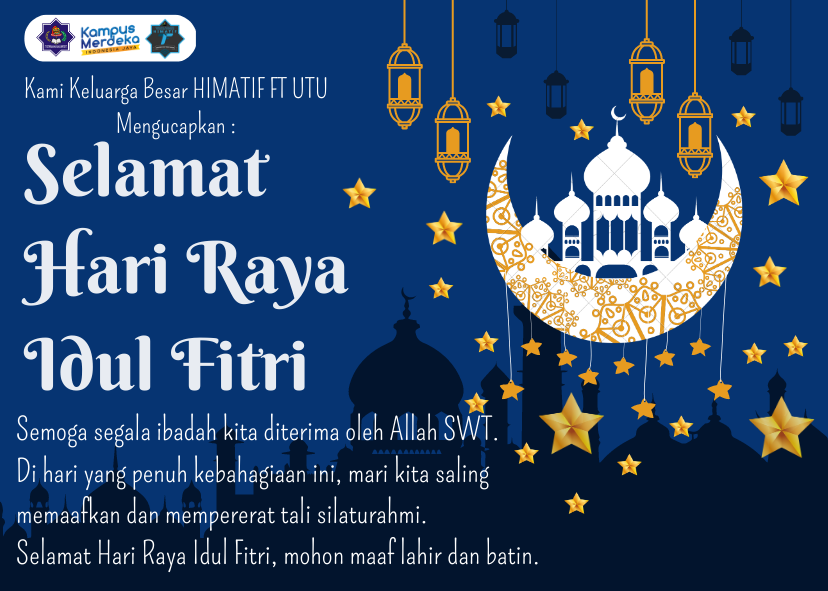 Kampus
Merdeka
INDONESIA JAYA
Kami Keluarga Besar HIMATIF FT UTU
Mengucapkan :
Selamat
Hari Raya
Idul Fitri
Semoga segala ibadah kita diterima oleh Allah SWT.
Di hari yang penuh kebahagiaan ini, mari kita saling
memaafkan dan mempererat tali silaturahmi.
Selamat Hari Raya Idul Fitri, mohon maaf lahir dan batin.